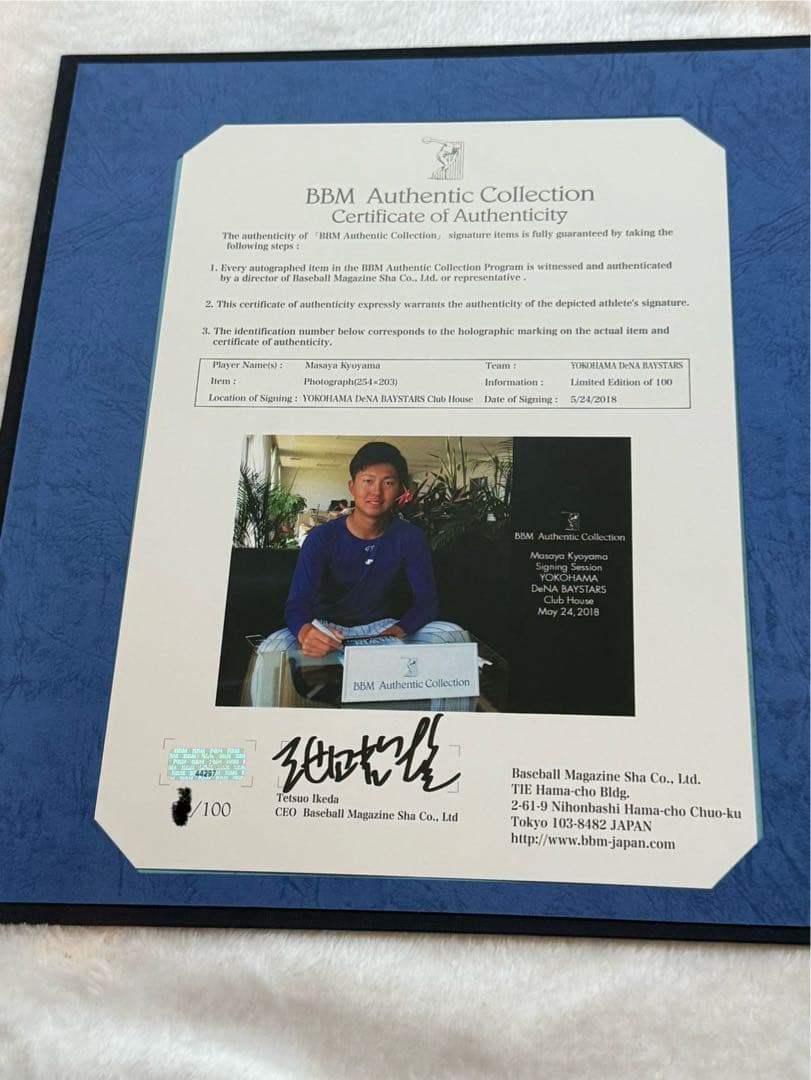 BBM Authentic Collection
Certificate of Authenticity
The authenticity of「BBM Authentic Collection」signature items is fully guaranteed by taking the
following steps :
1. Every autographed item in the BBM Authentic Collection Program is witnessed and authenticated
by a director of Baseball Magazine Sha Co., Ltd. or representative .
2. This certificate of authenticity expressly warrants the authenticity of the depicted athlete's signature.
3. The identification number below corresponds to the holographic marking on the actual item and
certificate of authenticity.
Player Name(s) : Masaya Kyoyama Team : YOKOHAMA DeNA BAYSTARS
Item : Photograph(254×203) Information : Limited Edition of 100
Location of Signing : YOKOHAMA DeNA BAYSTARS Club House Date of Signing : 5/24/2018
BBM Authentic Collection
Masaya Kyoyama
Signing Session
YOKOHAMA
DeNA BAYSTARS
Club House
May 24, 2018
BBM Authentic Collection
44297
/100
Tetsuo Ikeda
CEO Baseball Magazine Sha Co., Ltd
Baseball Magazine Sha Co., Ltd.
TIE Hama-cho Bldg.
2-61-9 Nihonbashi Hama-cho Chuo-ku
Tokyo 103-8482 JAPAN
http://www.bbm-japan.com